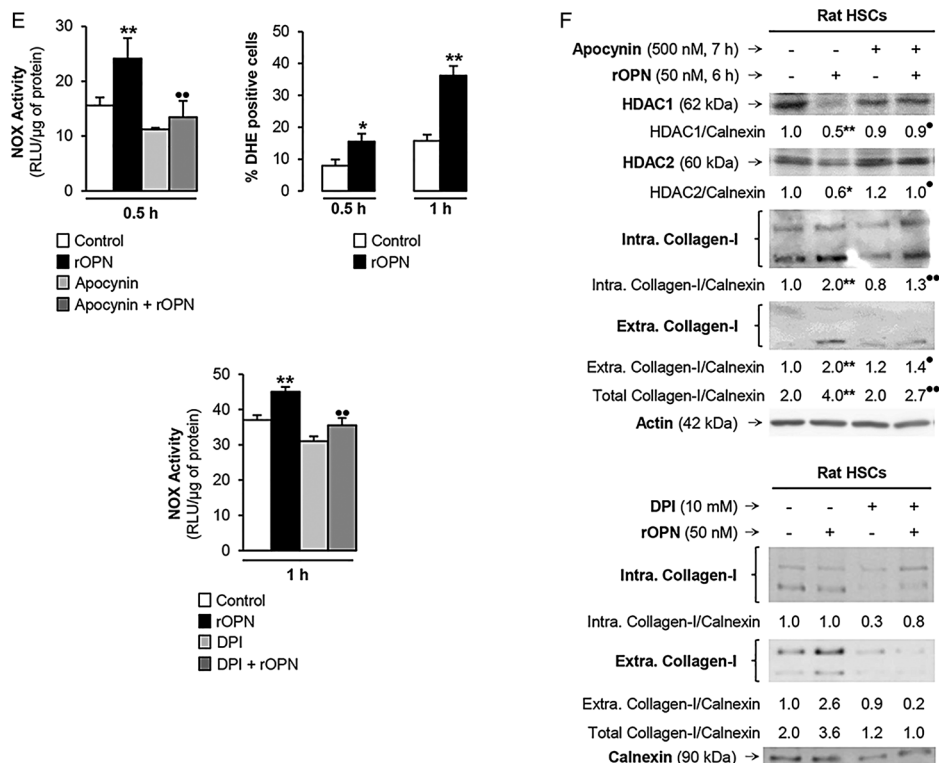 E
NOX Activity
(RLU/µg of protein)
30
20
10
0
**
●●
0.5 h
Control
rOPN
Apocynin
Apocynin + rOPN
% DHE positive cells
50
40
30
20
10
0
*
**
0.5 h
1 h
Control
rOPN
NOX Activity
(RLU/µg of protein)
50
40
30
20
10
0
**
●●
1 h
Control
rOPN
DPI
DPI + rOPN
F
Rat HSCs
Apocynin (500 nM, 7 h) → - - + +
rOPN (50 nM, 6 h) → - + - +
HDAC1 (62 kDa) →
HDAC1/Calnexin 1.0 0.5** 0.9 0.9●
HDAC2 (60 kDa) →
HDAC2/Calnexin 1.0 0.6* 1.2 1.0●
Intra. Collagen-I
Intra. Collagen-I/Calnexin 1.0 2.0** 0.8 1.3●●
Extra. Collagen-I
Extra. Collagen-I/Calnexin 1.0 2.0** 1.2 1.4●
Total Collagen-I/Calnexin 2.0 4.0** 2.0 2.7●●
Actin (42 kDa) →
Rat HSCs
DPI (10 mM) → - - + +
rOPN (50 nM) → - + - +
Intra. Collagen-I
Intra. Collagen-I/Calnexin 1.0 1.0 0.3 0.8
Extra. Collagen-I
Extra. Collagen-I/Calnexin 1.0 2.6 0.9 0.2
Total Collagen-I/Calnexin 2.0 3.6 1.2 1.0
Calnexin (90 kDa) →